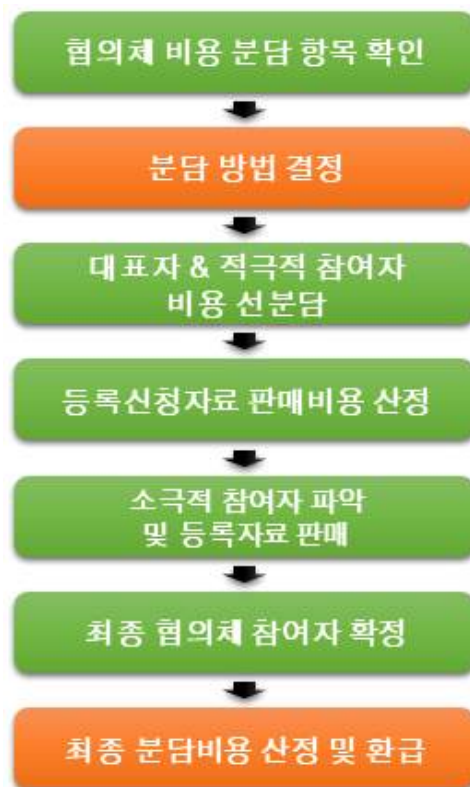 협의체 비용 분담 항목 확인
분담 방법 결정
대표자 & 적극적 참여자
비용 선분담
등록신청자료 판매비용 산정
소극적 참여자 파악
및 등록자료 판매
최종 협의체 참여자 확정
최종 분담비용 산정 및 환급